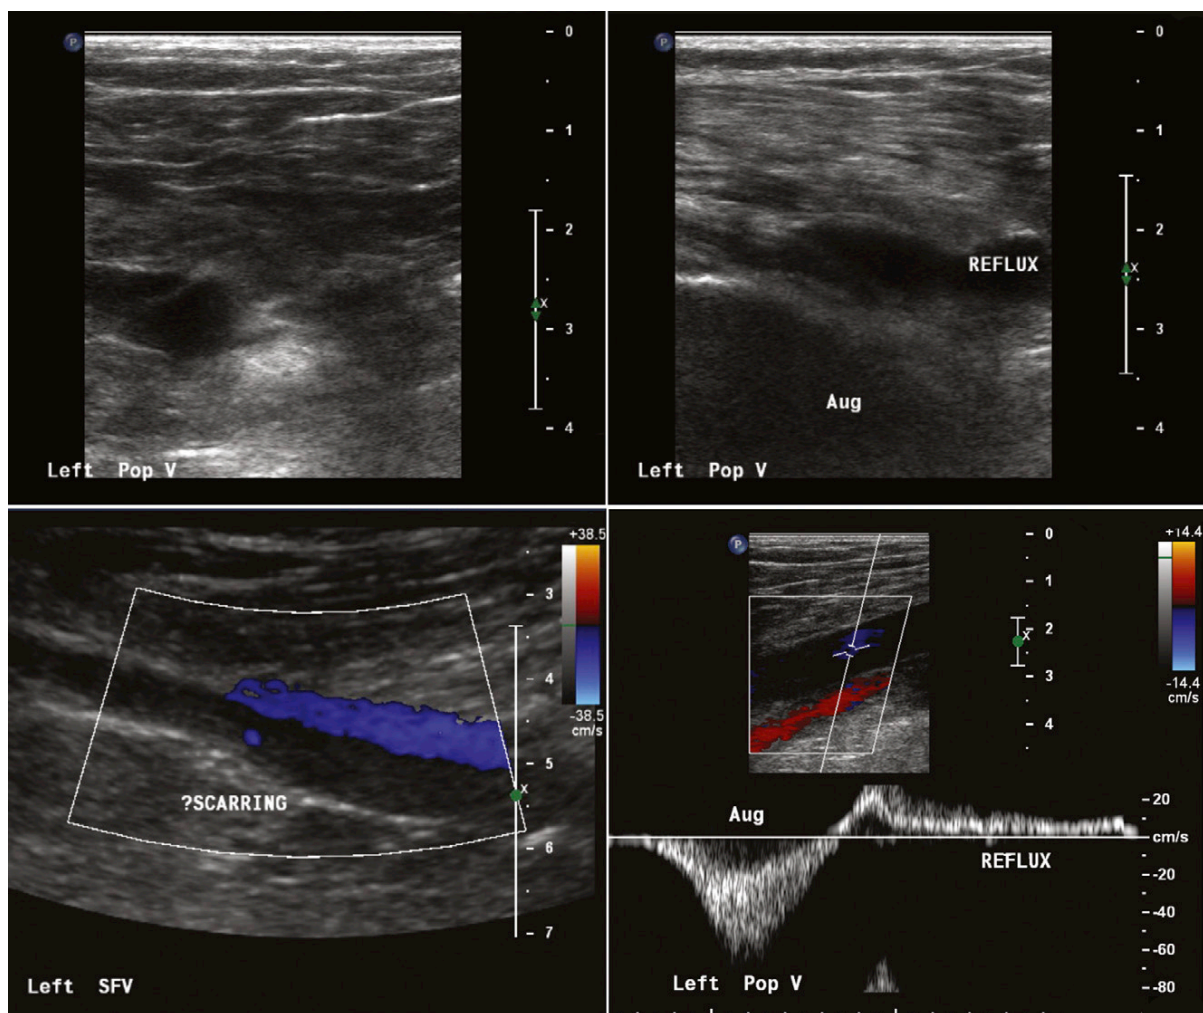 P
0
1
2
x
3
4
Left Pop V
P
0
1
2
x
REFLUX
3
Aug
4
Left Pop V
+38.5
3
4
-38.5
cm/s
5
x
?SCARRING
6
7
Left SFV
P
0
+14.4
1
2
x
3
-14.4
cm/s
4
20
Aug
cm/s
REFLUX
-20
-40
-60
Left Pop V
-80